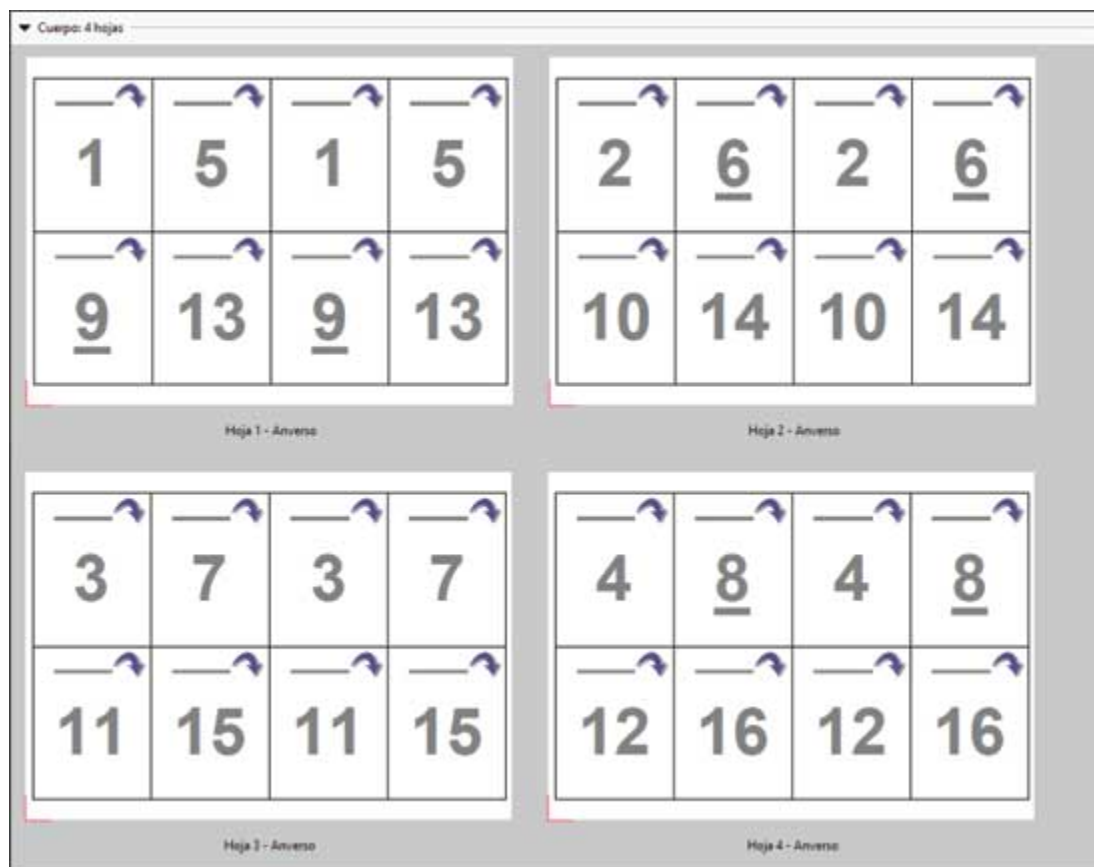 Cuerpo: 4 hojas
1 5 1 5
9 13 9 13
Hoja 1 - Anverso
2 6 2 6
10 14 10 14
Hoja 2 - Anverso
3 7 3 7
11 15 11 15
Hoja 3 - Anverso
4 8 4 8
12 16 12 16
Hoja 4 - Anverso